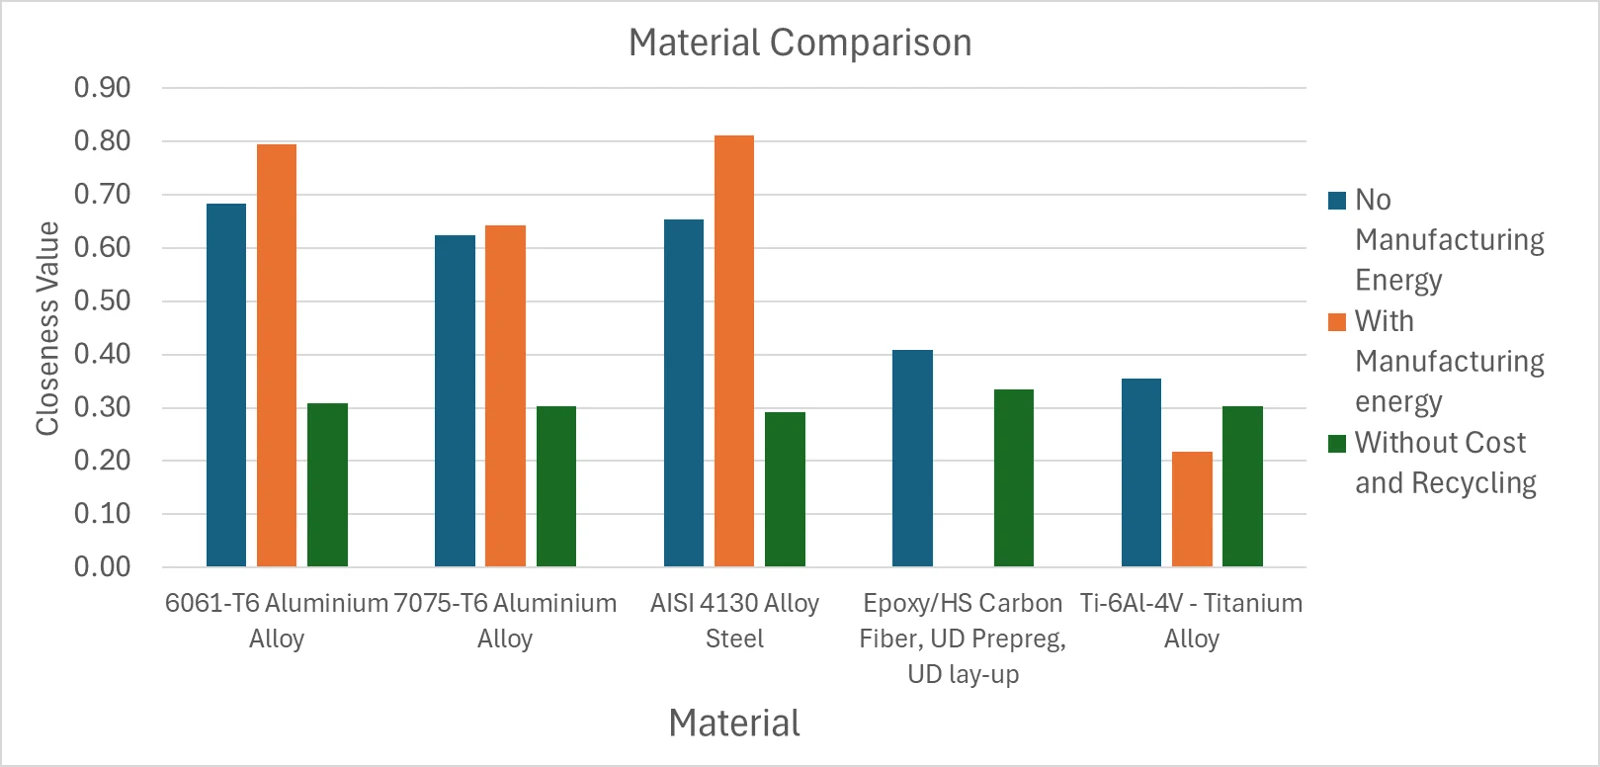 Material Comparison
0.90
0.80
0.70
0.60
0.50
0.40
0.30
0.20
0.10
0.00
Closeness Value
6061-T6 Aluminium
Alloy
7075-T6 Aluminium
Alloy
AISI 4130 Alloy
Steel
Epoxy/HS Carbon
Fiber, UD Prepreg,
UD lay-up
Ti-6Al-4V - Titanium
Alloy
Material
No
Manufacturing
Energy
With
Manufacturing
energy
Without Cost
and Recycling